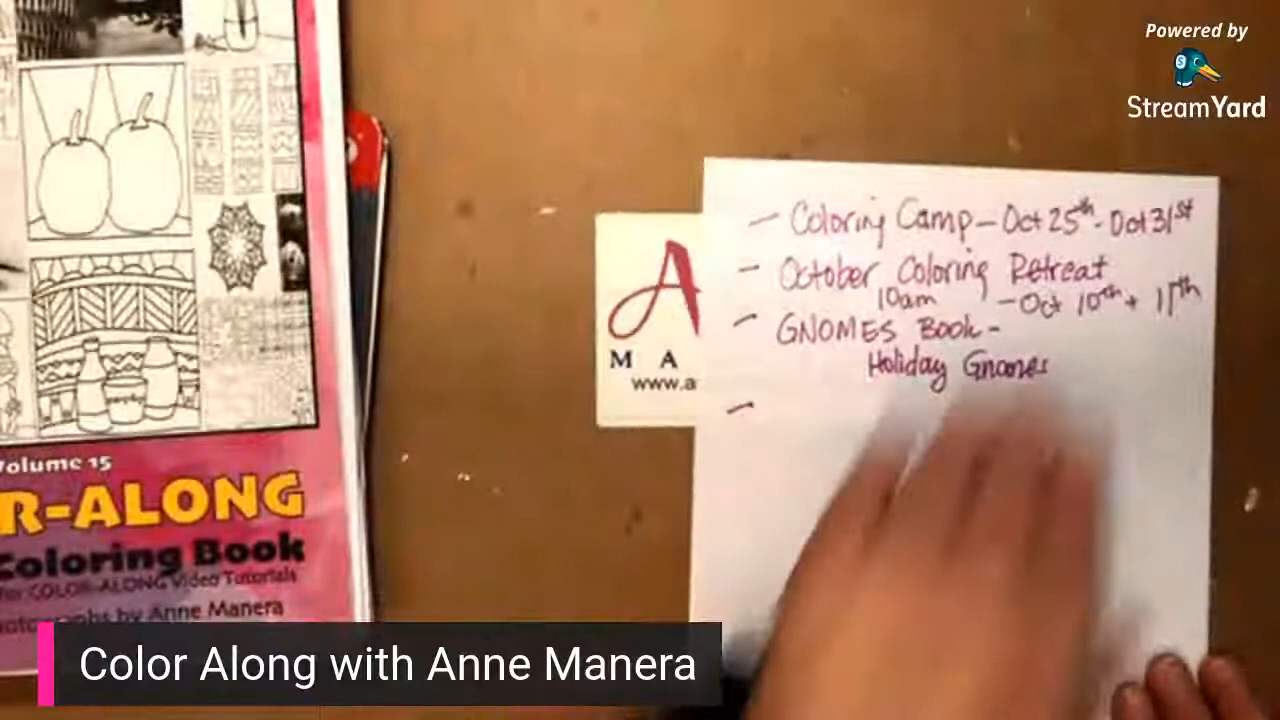 Powered by
StreamYard
- Coloring Camp - Oct 25th - Oct 31st
- October Coloring Retreat
10am - Oct 10th + 11th
- GNOMES Book -
Holiday Gnomes
-
A
M A
www.a
Volume 15
R-ALONG
Coloring Book
for COLOR-ALONG Video Tutorials
by Anne Manera
Color Along with Anne Manera